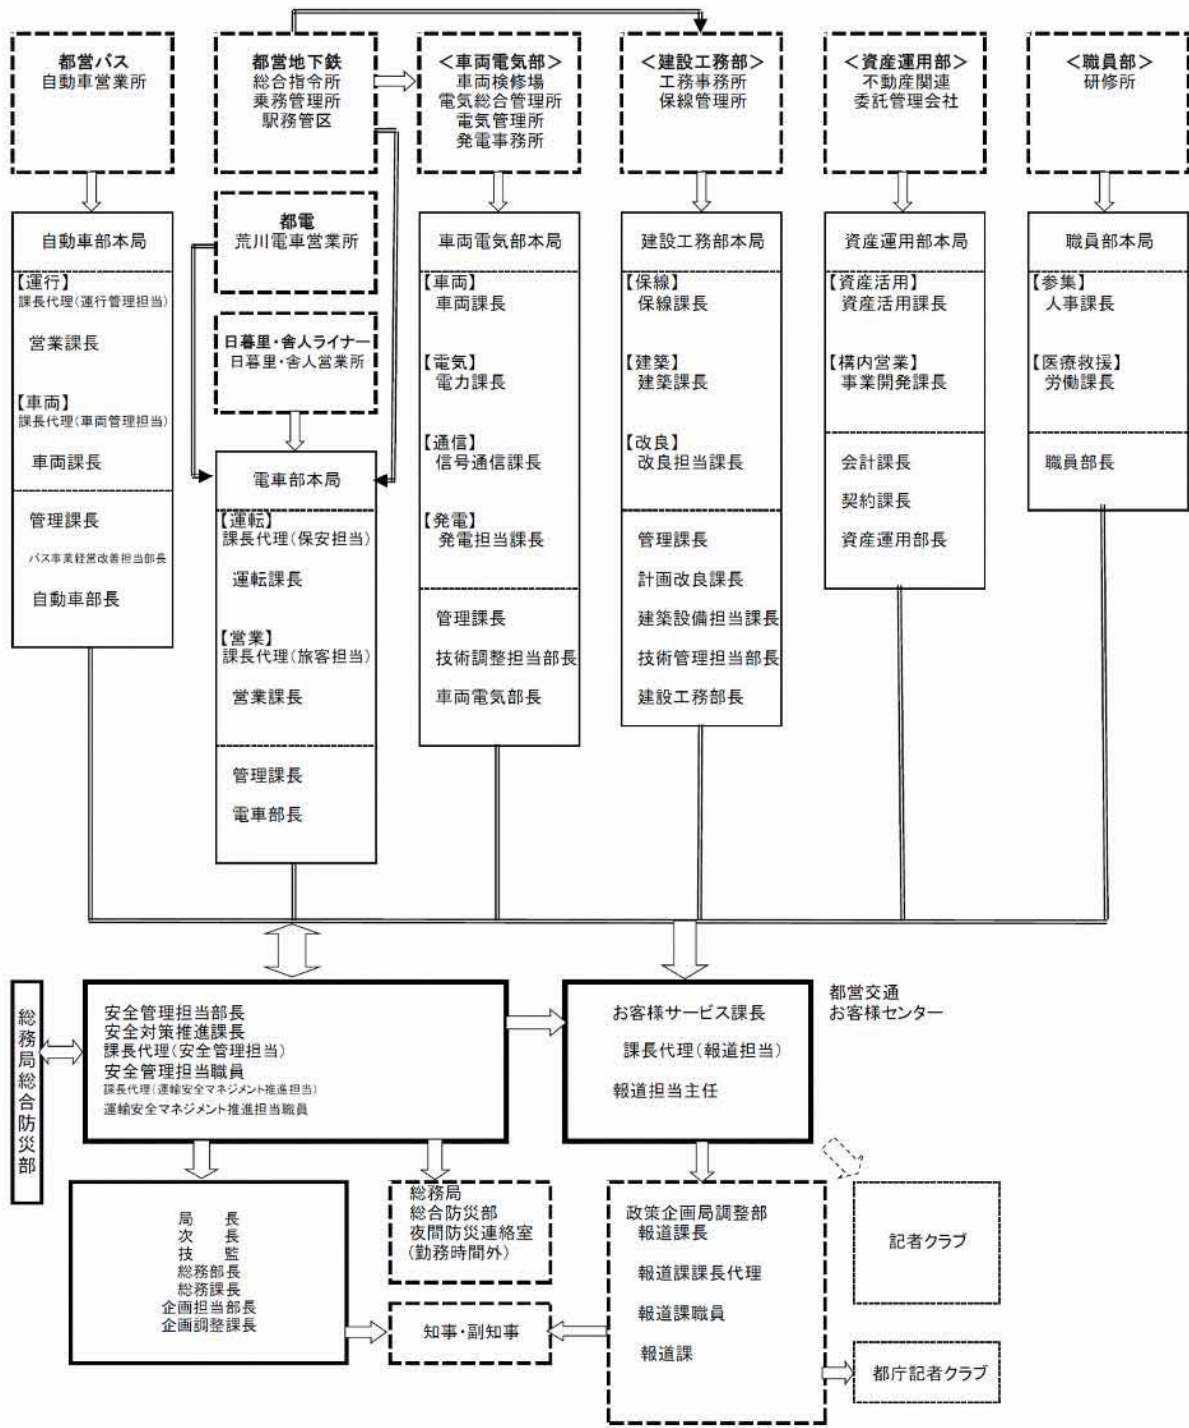 都営バス
自動車営業所
都営地下鉄
総合指令所
乗務管理所
駅務管区
＜車両電気部＞
車両検修場
電気総合管理所
電気管理所
発電事務所
＜建設工務部＞
工務事務所
保線管理所
＜資産運用部＞
不動産関連
委託管理会社
＜職員部＞
研修所
都電
荒川電車営業所
日暮里・舎人ライナー
日暮里・舎人営業所
自動車部本局
【運行】
課長代理(運行管理担当)
営業課長
【車両】
課長代理(車両管理担当)
車両課長
管理課長
バス事業経営改善担当部長
自動車部長
電車部本局
【運転】
課長代理(保安担当)
運転課長
【営業】
課長代理(旅客担当)
営業課長
管理課長
電車部長
車両電気部本局
【車両】
車両課長
【電気】
電力課長
【通信】
信号通信課長
【発電】
発電担当課長
管理課長
技術調整担当部長
車両電気部長
建設工務部本局
【保線】
保線課長
【建築】
建築課長
【改良】
改良担当課長
管理課長
計画改良課長
建築設備担当課長
技術管理担当部長
建設工務部長
資産運用部本局
【資産活用】
資産活用課長
【構内営業】
事業開発課長
会計課長
契約課長
資産運用部長
職員部本局
【参集】
人事課長
【医療救援】
労働課長
職員部長
総務局総合防災部
安全管理担当部長
安全対策推進課長
課長代理(安全管理担当)
安全管理担当職員
課長代理(運輸安全マネジメント推進担当)
運輸安全マネジメント推進担当職員
お客様サービス課長
課長代理(報道担当)
報道担当主任
都営交通
お客様センター
局　　長
次　　長
技　　監
総務部長
総務課長
企画担当部長
企画調整課長
総務局
総合防災部
夜間防災連絡室
(勤務時間外)
知事・副知事
政策企画局調整部
報道課長
報道課課長代理
報道課職員
報道課
記者クラブ
都庁記者クラブ